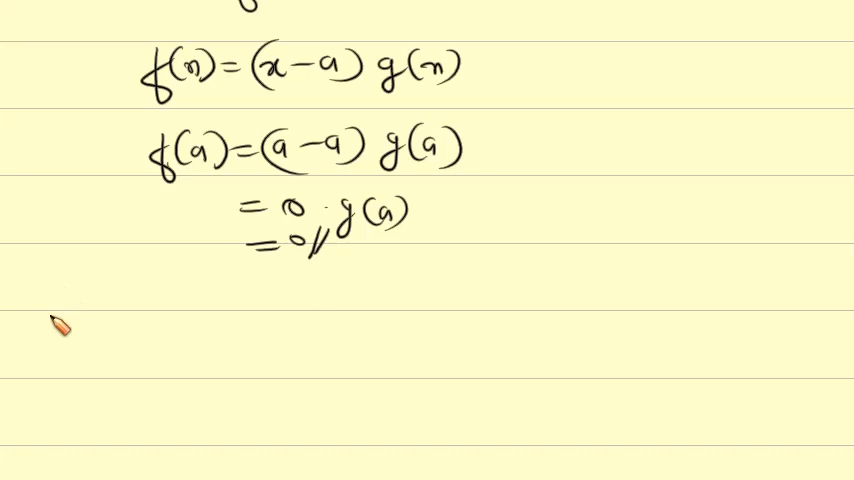 f(x) = (x-a) g(x)
f(a) = (a-a) g(a)
= 0 . g(a)
= 0//